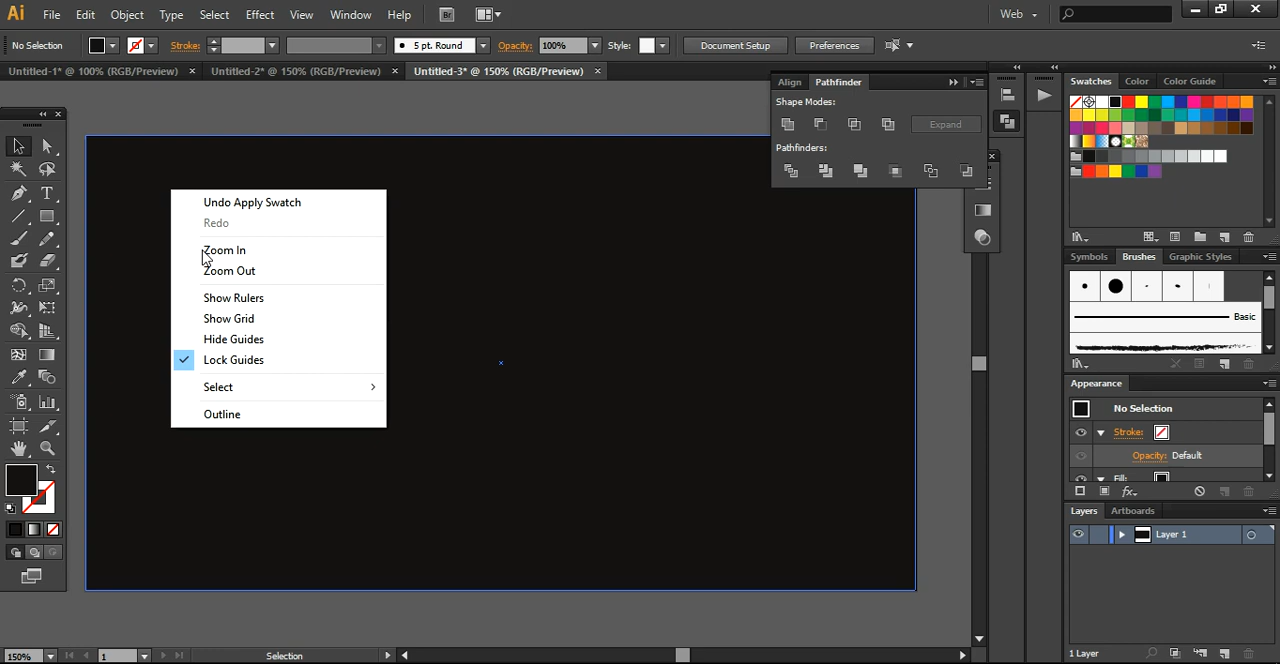 Ai File Edit Object Type Select Effect View Window Help Br Web
No Selection Stroke: 5 pt. Round Opacity: 100% Style: Document Setup Preferences
Untitled-1* @ 100% (RGB/Preview) × Untitled-2* @ 150% (RGB/Preview) × Untitled-3* @ 150% (RGB/Preview) ×
Align Pathfinder
Shape Modes:
Expand
Pathfinders:
Swatches Color Color Guide
Undo Apply Swatch
Redo
Zoom In
Zoom Out
Show Rulers
Show Grid
Hide Guides
Lock Guides
Select
Outline
Symbols Brushes Graphic Styles
Basic
Appearance
No Selection
Stroke:
Opacity: Default
Fill:
Layers Artboards
Layer 1
1 Layer
150% 1 Selection